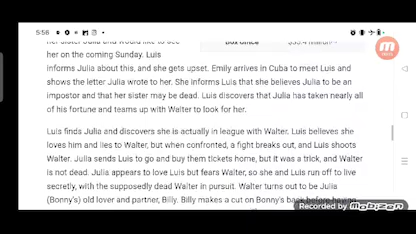 5:56
her sister Julia and would like to see
her on the coming Sunday. Luis
Box office $35.4 million
informs Julia about this, and she gets upset. Emily arrives in Cuba to meet Luis and
shows the letter Julia wrote to her. She informs Luis that she believes Julia to be an
impostor and that her sister may be dead. Luis discovers that Julia has taken nearly all
of his fortune and teams up with Walter to look for her.
Luis finds Julia and discovers she is actually in league with Walter. Luis believes she
loves him and lies to Walter, but when confronted, a fight breaks out, and Luis shoots
Walter. Julia sends Luis to go and buy them tickets home, but it was a trick, and Walter
is not dead. Julia appears to love Luis but fears Walter, so she and Luis run off to live
secretly, with the supposedly dead Walter in pursuit. Walter turns out to be Julia
(Bonny's) old lover and partner, Billy. Billy makes a cut on Bonny's back before having
Recorded by mobizen